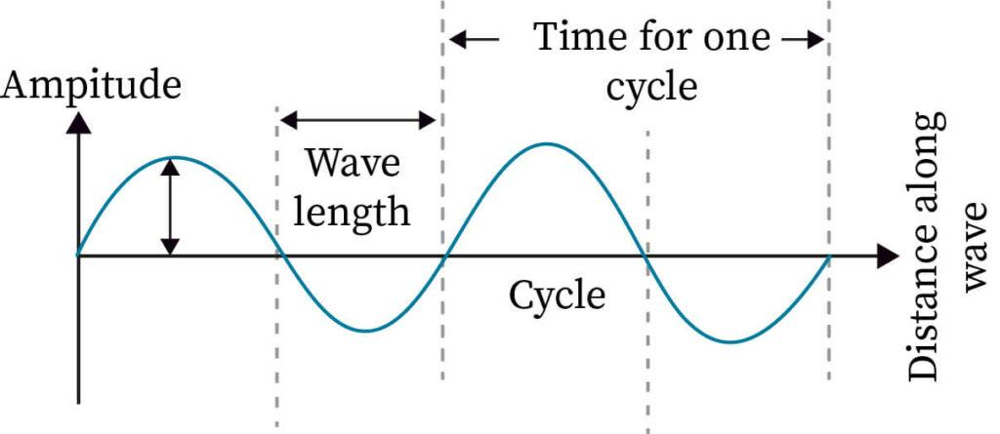 Time for one
cycle
Ampitude
Wave
length
Cycle
Distance along
wave